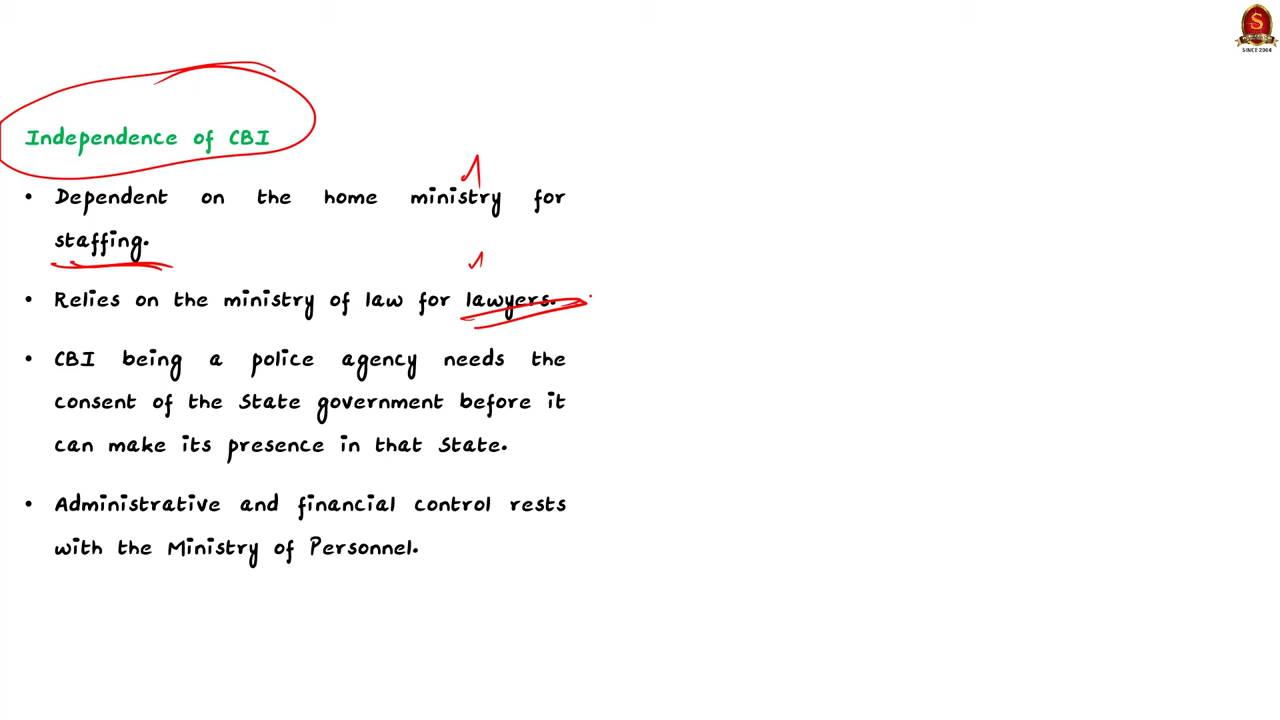 S
SINCE 2004
Independence of CBI
• Dependent on the home ministry for
staffing.
• Relies on the ministry of law for lawyers.
• CBI being a police agency needs the
consent of the State government before it
can make its presence in that State.
• Administrative and financial control rests
with the Ministry of Personnel.